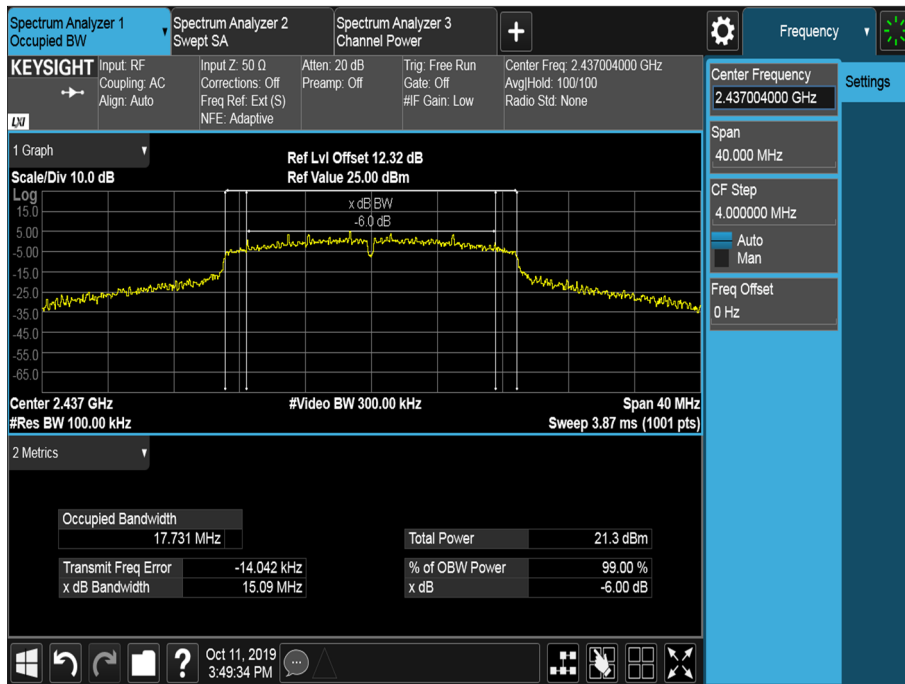 Spectrum Analyzer 1
Occupied BW
Spectrum Analyzer 2
Swept SA
Spectrum Analyzer 3
Channel Power
Frequency
KEYSIGHT
LXI
Input: RF
Coupling: AC
Align: Auto
Input Z: 50 Ω
Corrections: Off
Freq Ref: Ext (S)
NFE: Adaptive
Atten: 20 dB
Preamp: Off
Trig: Free Run
Gate: Off
#IF Gain: Low
Center Freq: 2.437004000 GHz
Avg|Hold: 100/100
Radio Std: None
Center Frequency
2.437004000 GHz
Settings
Span
40.000 MHz
CF Step
4.000000 MHz
Auto
Man
Freq Offset
0 Hz
1 Graph
Scale/Div 10.0 dB
Ref Lvl Offset 12.32 dB
Ref Value 25.00 dBm
Log
15.0
5.00
-5.00
-15.0
-25.0
-35.0
-45.0
-55.0
-65.0
x dB BW
-6.0 dB
Center 2.437 GHz
#Video BW 300.00 kHz
Span 40 MHz
#Res BW 100.00 kHz
Sweep 3.87 ms (1001 pts)
2 Metrics
Occupied Bandwidth
17.731 MHz
Total Power 21.3 dBm
Transmit Freq Error -14.042 kHz
% of OBW Power 99.00 %
x dB Bandwidth 15.09 MHz
x dB -6.00 dB
?
Oct 11, 2019
3:49:34 PM